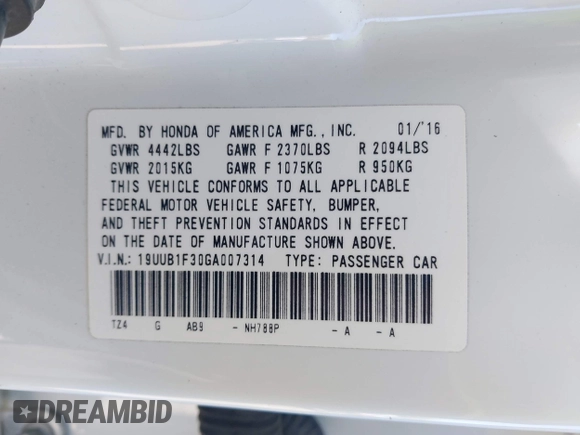 MFD. BY HONDA OF AMERICA MFG., INC. 01/'16
GVWR 4442LBS GAWR F 2370LBS R 2094LBS
GVWR 2015KG GAWR F 1075KG R 950KG
THIS VEHICLE CONFORMS TO ALL APPLICABLE
FEDERAL MOTOR VEHICLE SAFETY, BUMPER,
AND THEFT PREVENTION STANDARDS IN EFFECT
ON THE DATE OF MANUFACTURE SHOWN ABOVE.
V.I.N.: 19UUB1F30GA007314 TYPE: PASSENGER CAR
TZ4 G AB9 - NH788P - A - A
DREAMBID